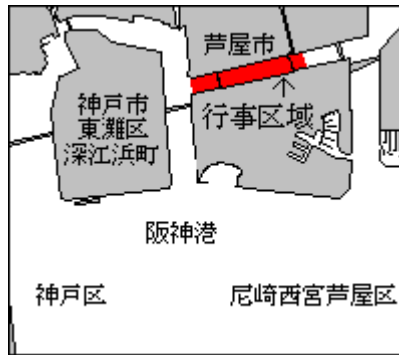 芦屋市
神戸市
東灘区
深江浜町
行事区域
阪神港
神戸区
尼崎西宮芦屋区